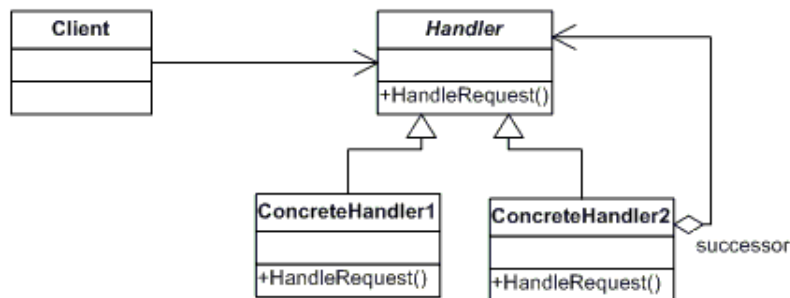 Client
Handler
+HandleRequest()
ConcreteHandler1
+HandleRequest()
ConcreteHandler2
successor
+HandleRequest()